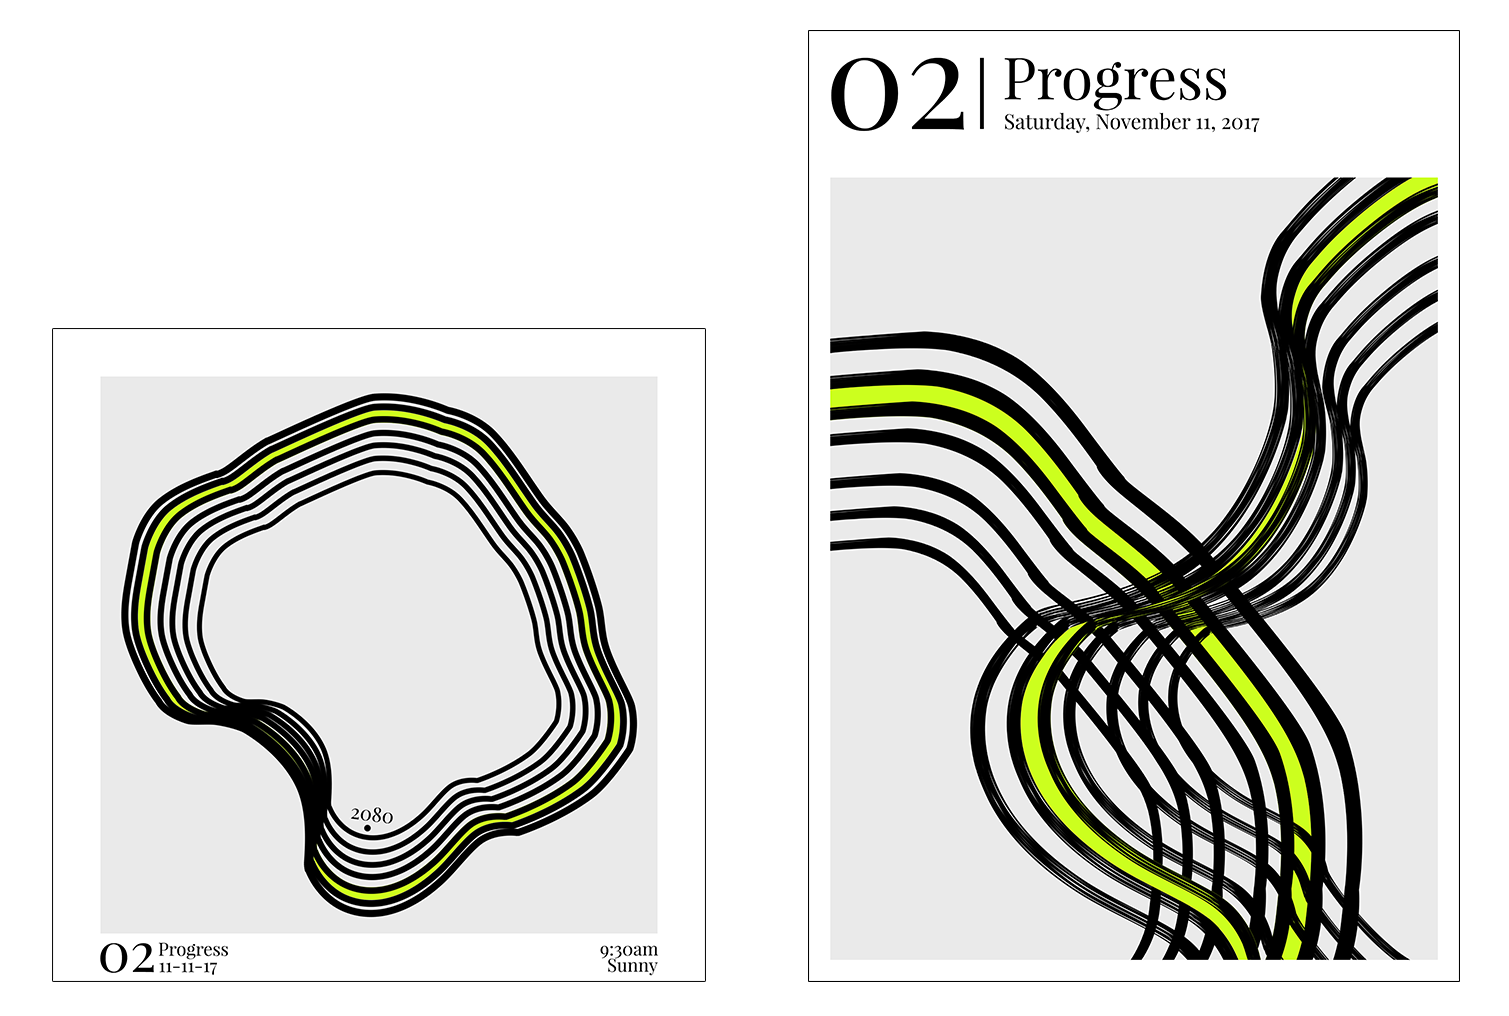 02 | Progress
Saturday, November 11, 2017
2080
02 Progress
11-11-17
9:30am
Sunny